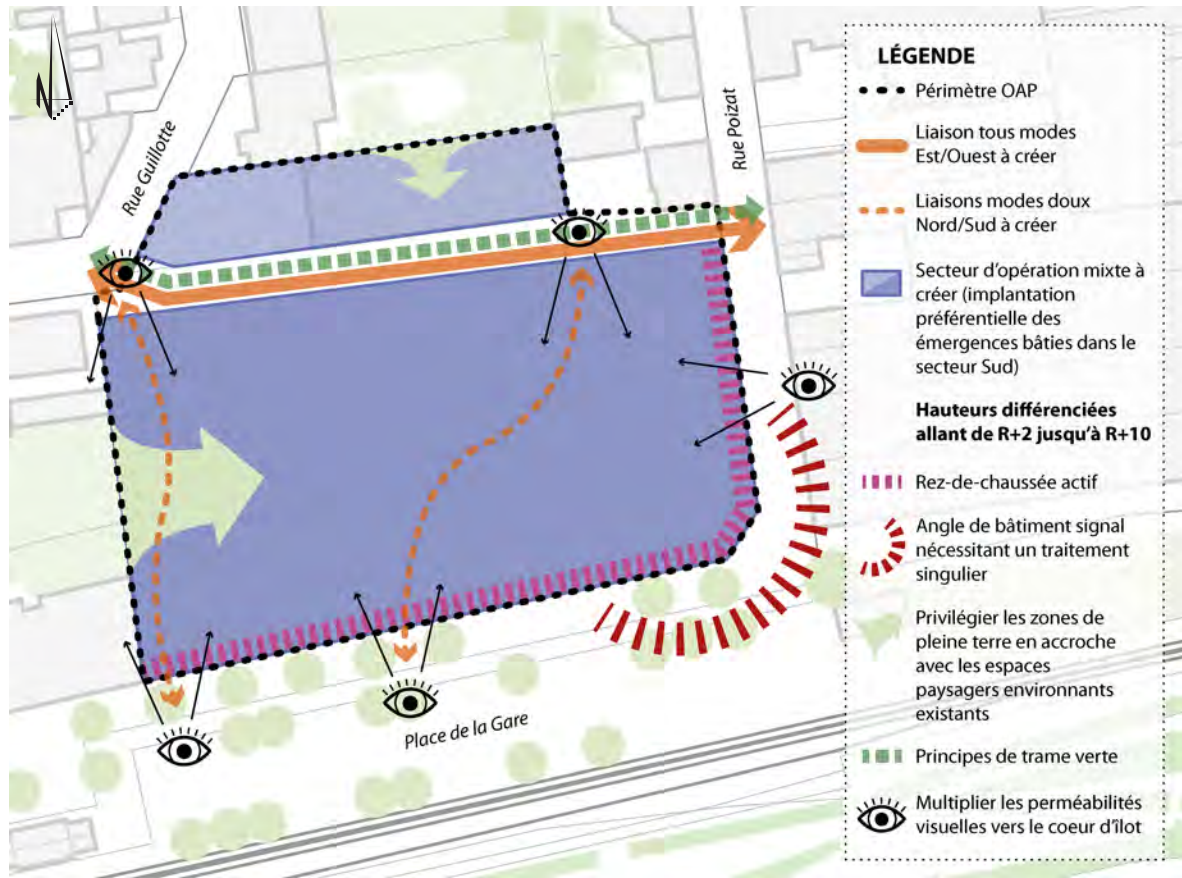 N
Rue Guillotte
Rue Poizat
Place de la Gare
LÉGENDE
Périmètre OAP
Liaison tous modes
Est/Ouest à créer
Liaisons modes doux
Nord/Sud à créer
Secteur d'opération mixte à
créer (implantation
préférentielle des
émergences bâties dans le
secteur Sud)
Hauteurs différenciées
allant de R+2 jusqu'à R+10
Rez-de-chaussée actif
Angle de bâtiment signal
nécessitant un traitement
singulier
Privilégier les zones de
pleine terre en accroche
avec les espaces
paysagers environnants
existants
Principes de trame verte
Multiplier les perméabilités
visuelles vers le coeur d'îlot